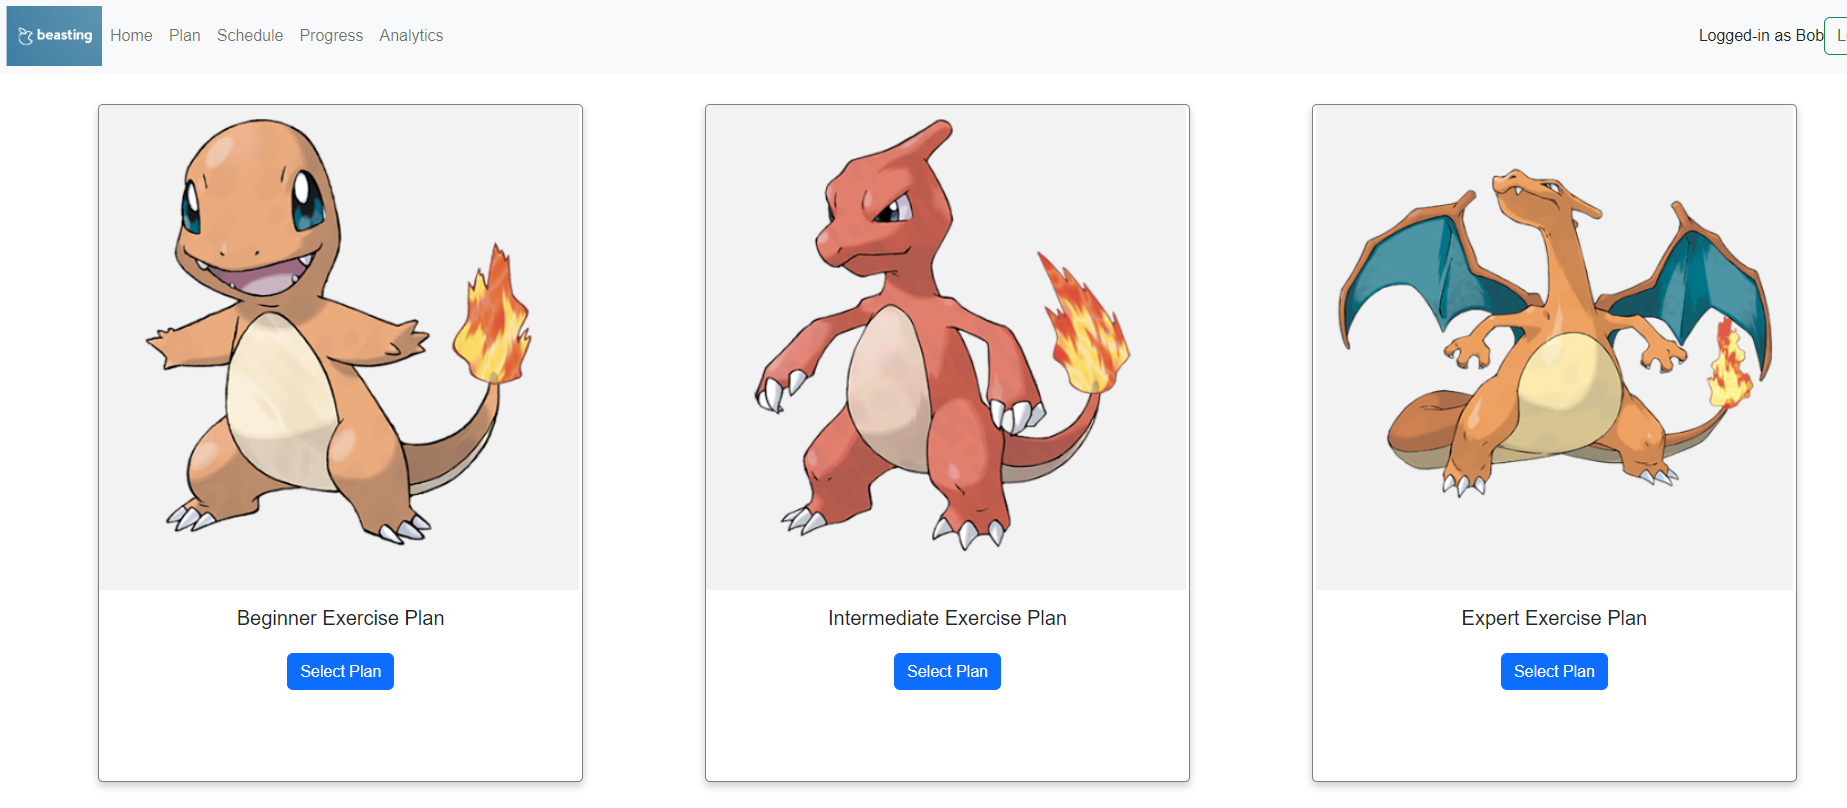 beasting Home Plan Schedule Progress Analytics Logged-in as Bob
Beginner Exercise Plan
Select Plan
Intermediate Exercise Plan
Select Plan
Expert Exercise Plan
Select Plan